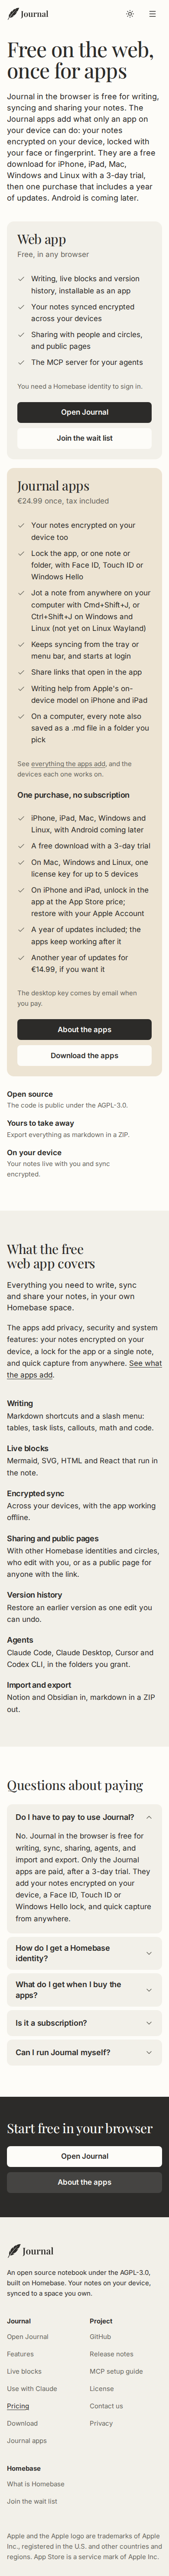 Journal
Free on the web,
once for apps
Journal in the browser is free for writing,
syncing and sharing your notes. The
Journal apps add what only an app on
your device can do: your notes
encrypted on your device, locked with
your face or fingerprint. They are a free
download for iPhone, iPad, Mac,
Windows and Linux with a 3-day trial,
then one purchase that includes a year
of updates. Android is coming later.
Web app
Free, in any browser
Writing, live blocks and version
history, installable as an app
Your notes synced encrypted
across your devices
Sharing with people and circles,
and public pages
The MCP server for your agents
You need a Homebase identity to sign in.
Open Journal
Join the wait list
Journal apps
€24.99 once, tax included
Your notes encrypted on your
device too
Lock the app, or one note or
folder, with Face ID, Touch ID or
Windows Hello
Jot a note from anywhere on your
computer with Cmd+Shift+J, or
Ctrl+Shift+J on Windows and
Linux (not yet on Linux Wayland)
Keeps syncing from the tray or
menu bar, and starts at login
Share links that open in the app
Writing help from Apple's on-
device model on iPhone and iPad
On a computer, every note also
saved as a .md file in a folder you
pick
See everything the apps add, and the
devices each one works on.
One purchase, no subscription
iPhone, iPad, Mac, Windows and
Linux, with Android coming later
A free download with a 3-day trial
On Mac, Windows and Linux, one
license key for up to 5 devices
On iPhone and iPad, unlock in the
app at the App Store price;
restore with your Apple Account
A year of updates included; the
apps keep working after it
Another year of updates for
€14.99, if you want it
The desktop key comes by email when
you pay.
About the apps
Download the apps
Open source
The code is public under the AGPL-3.0.
Yours to take away
Export everything as markdown in a ZIP.
On your device
Your notes live with you and sync
encrypted.
What the free
web app covers
Everything you need to write, sync
and share your notes, in your own
Homebase space.
The apps add privacy, security and system
features: your notes encrypted on your
device, a lock for the app or a single note,
and quick capture from anywhere. See what
the apps add.
Writing
Markdown shortcuts and a slash menu:
tables, task lists, callouts, math and code.
Live blocks
Mermaid, SVG, HTML and React that run in
the note.
Encrypted sync
Across your devices, with the app working
offline.
Sharing and public pages
With other Homebase identities and circles,
who edit with you, or as a public page for
anyone with the link.
Version history
Restore an earlier version as one edit you
can undo.
Agents
Claude Code, Claude Desktop, Cursor and
Codex CLI, in the folders you grant.
Import and export
Notion and Obsidian in, markdown in a ZIP
out.
Questions about paying
Do I have to pay to use Journal?
No. Journal in the browser is free for
writing, sync, sharing, agents, and
import and export. Only the Journal
apps are paid, after a 3-day trial. They
add your notes encrypted on your
device, a Face ID, Touch ID or
Windows Hello lock, and quick capture
from anywhere.
How do I get a Homebase
identity?
What do I get when I buy the
apps?
Is it a subscription?
Can I run Journal myself?
Start free in your browser
Open Journal
About the apps
Journal
An open source notebook under the AGPL-3.0,
built on Homebase. Your notes on your device,
synced to a space you own.
Journal
Open Journal
Features
Live blocks
Use with Claude
Pricing
Download
Journal apps
Project
GitHub
Release notes
MCP setup guide
License
Contact us
Privacy
Homebase
What is Homebase
Join the wait list
Apple and the Apple logo are trademarks of Apple
Inc., registered in the U.S. and other countries and
regions. App Store is a service mark of Apple Inc.